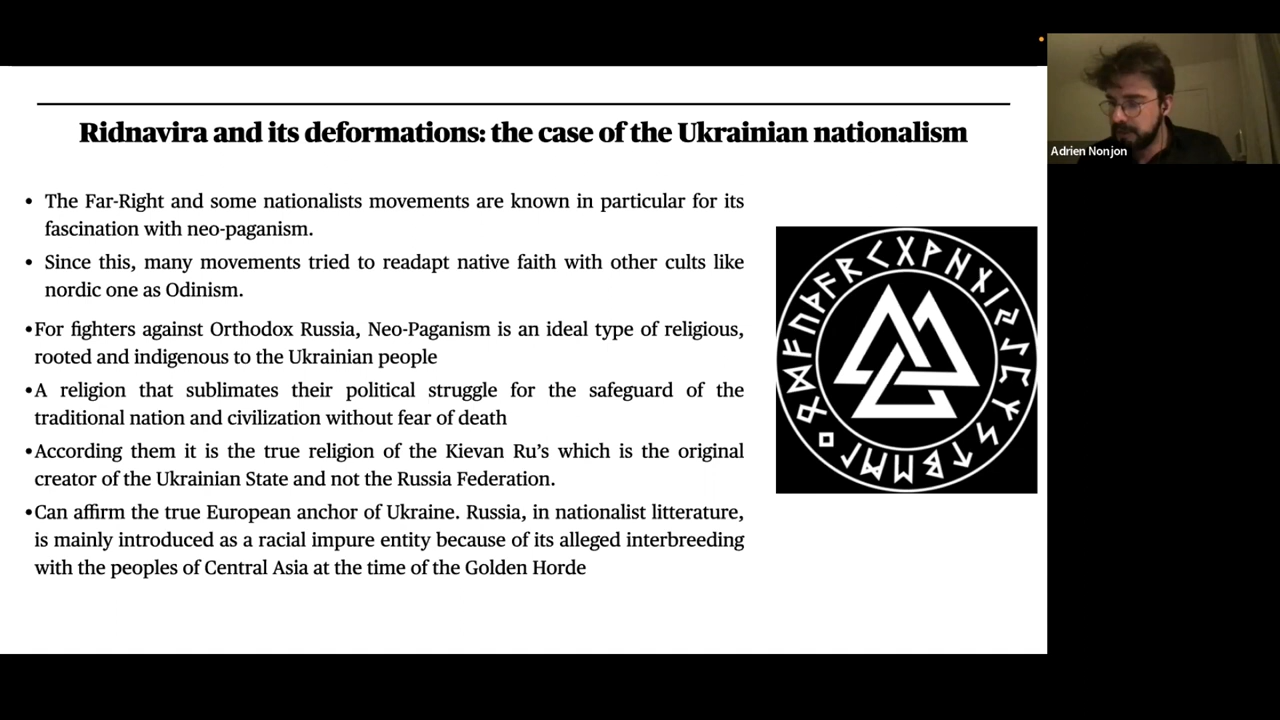 Ridnavira and its deformations: the case of the Ukrainian nationalism
• The Far-Right and some nationalists movements are known in particular for its
fascination with neo-paganism.
• Since this, many movements tried to readapt native faith with other cults like
nordic one as Odinism.
•For fighters against Orthodox Russia, Neo-Paganism is an ideal type of religious,
rooted and indigenous to the Ukrainian people
•A religion that sublimates their political struggle for the safeguard of the
traditional nation and civilization without fear of death
•According them it is the true religion of the Kievan Ru’s which is the original
creator of the Ukrainian State and not the Russia Federation.
•Can affirm the true European anchor of Ukraine. Russia, in nationalist litterature,
is mainly introduced as a racial impure entity because of its alleged interbreeding
with the peoples of Central Asia at the time of the Golden Horde
Adrien Nonjon